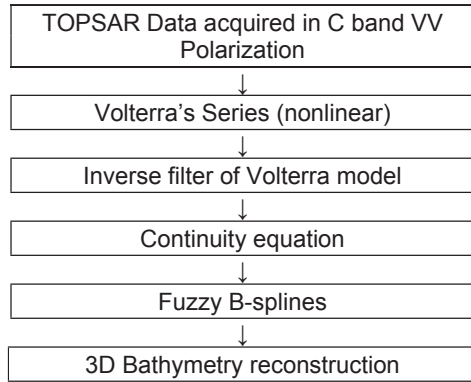 TOPSAR Data acquired in C band VV
Polarization
↓
Volterra's Series (nonlinear)
↓
Inverse filter of Volterra model
↓
Continuity equation
↓
Fuzzy B-splines
↓
3D Bathymetry reconstruction